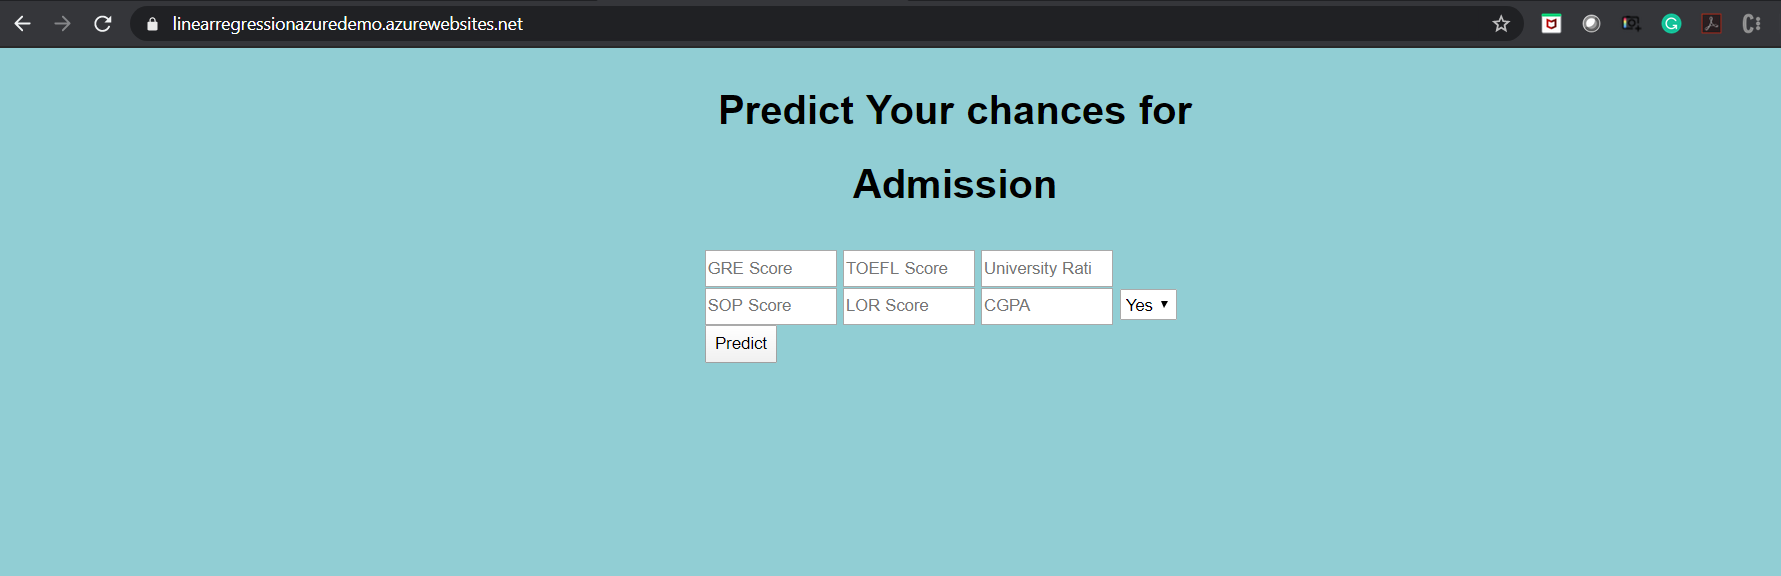 linearregressionazuredemo.azurewebsites.net
Predict Your chances for
Admission
GRE Score TOEFL Score University Rati
SOP Score LOR Score CGPA Yes
Predict